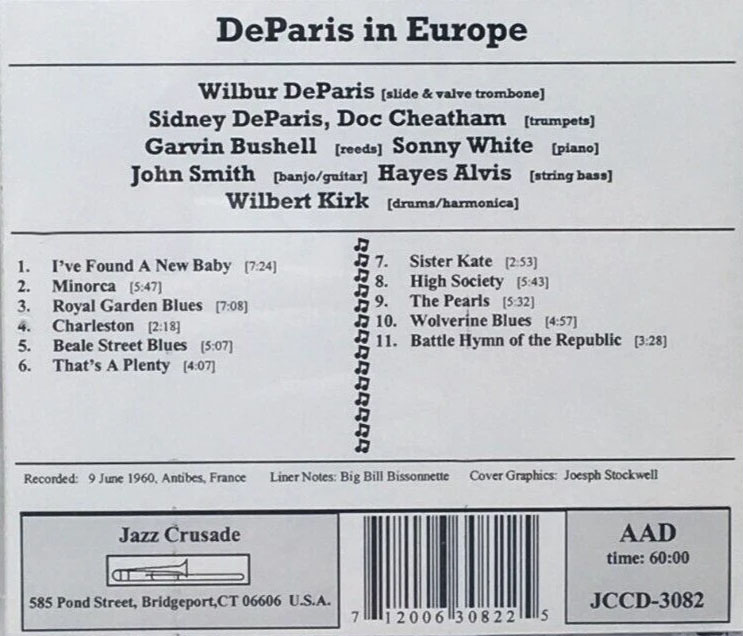 DeParis in Europe
Wilbur DeParis [slide & valve trombone]
Sidney DeParis, Doc Cheatham [trumpets]
Garvin Bushell [reeds] Sonny White [piano]
John Smith [banjo/guitar] Hayes Alvis [string bass]
Wilbert Kirk [drums/harmonica]
1. I've Found A New Baby [7:24]
2. Minorca [5:47]
3. Royal Garden Blues [7:08]
4. Charleston [2:18]
5. Beale Street Blues [5:07]
6. That's A Plenty [4:07]
7. Sister Kate [2:53]
8. High Society [5:43]
9. The Pearls [5:32]
10. Wolverine Blues [4:57]
11. Battle Hymn of the Republic [3:28]
Recorded: 9 June 1960, Antibes, France Liner Notes: Big Bill Bissonnette Cover Graphics: Joesph Stockwell
Jazz Crusade
585 Pond Street, Bridgeport,CT 06606 U.S.A.
7 12006 30822 5
AAD
time: 60:00
JCCD-3082